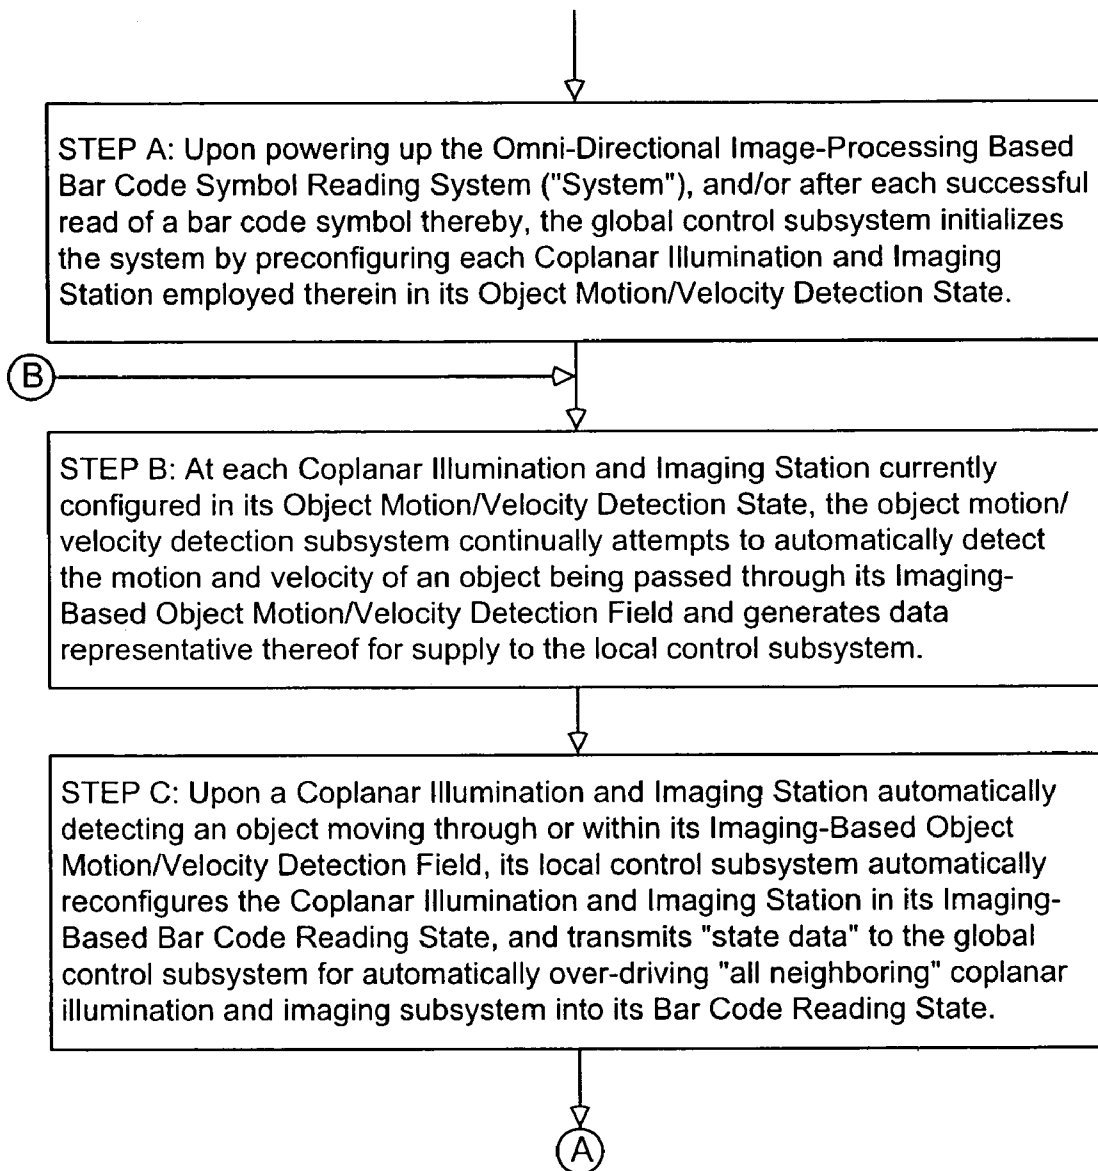 STEP A: Upon powering up the Omni-Directional Image-Processing Based
Bar Code Symbol Reading System ("System"), and/or after each successful
read of a bar code symbol thereby, the global control subsystem initializes
the system by preconfiguring each Coplanar Illumination and Imaging
Station employed therein in its Object Motion/Velocity Detection State.
B
STEP B: At each Coplanar Illumination and Imaging Station currently
configured in its Object Motion/Velocity Detection State, the object motion/
velocity detection subsystem continually attempts to automatically detect
the motion and velocity of an object being passed through its Imaging-
Based Object Motion/Velocity Detection Field and generates data
representative thereof for supply to the local control subsystem.
STEP C: Upon a Coplanar Illumination and Imaging Station automatically
detecting an object moving through or within its Imaging-Based Object
Motion/Velocity Detection Field, its local control subsystem automatically
reconfigures the Coplanar Illumination and Imaging Station in its Imaging-
Based Bar Code Reading State, and transmits "state data" to the global
control subsystem for automatically over-driving "all neighboring" coplanar
illumination and imaging subsystem into its Bar Code Reading State.
A